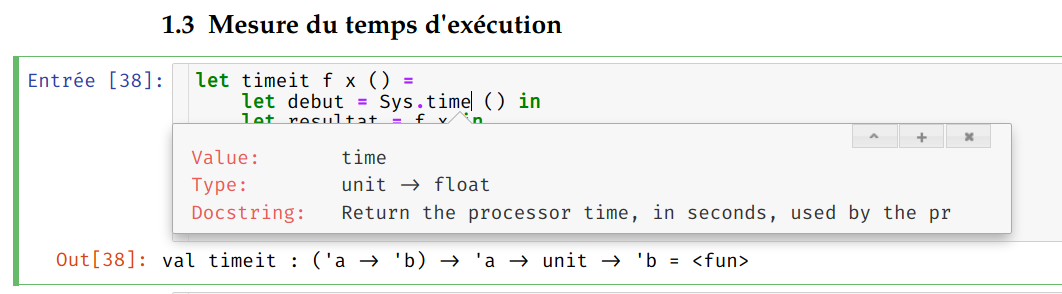 1.3 Mesure du temps d'exécution
Entrée [38]: let timeit f x () =
let debut = Sys.time () in
let resultat = f x in
Value: time
Type: unit → float
Docstring: Return the processor time, in seconds, used by the pr
Out[38]: val timeit : ('a → 'b) → 'a → unit → 'b = <fun>